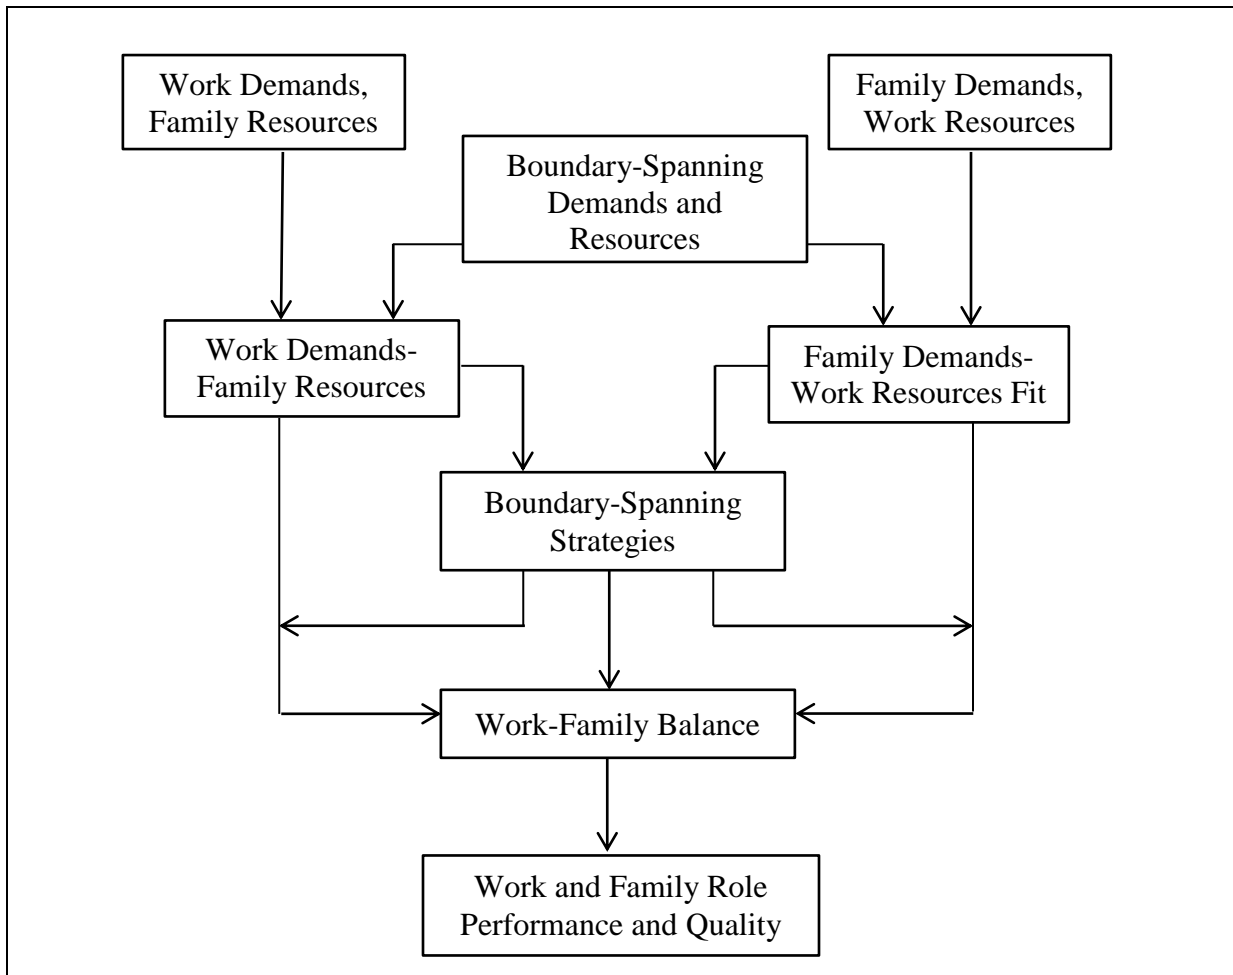 Work Demands,
Family Resources
Family Demands,
Work Resources
Boundary-Spanning
Demands and
Resources
Work Demands-
Family Resources
Family Demands-
Work Resources Fit
Boundary-Spanning
Strategies
Work-Family Balance
Work and Family Role
Performance and Quality